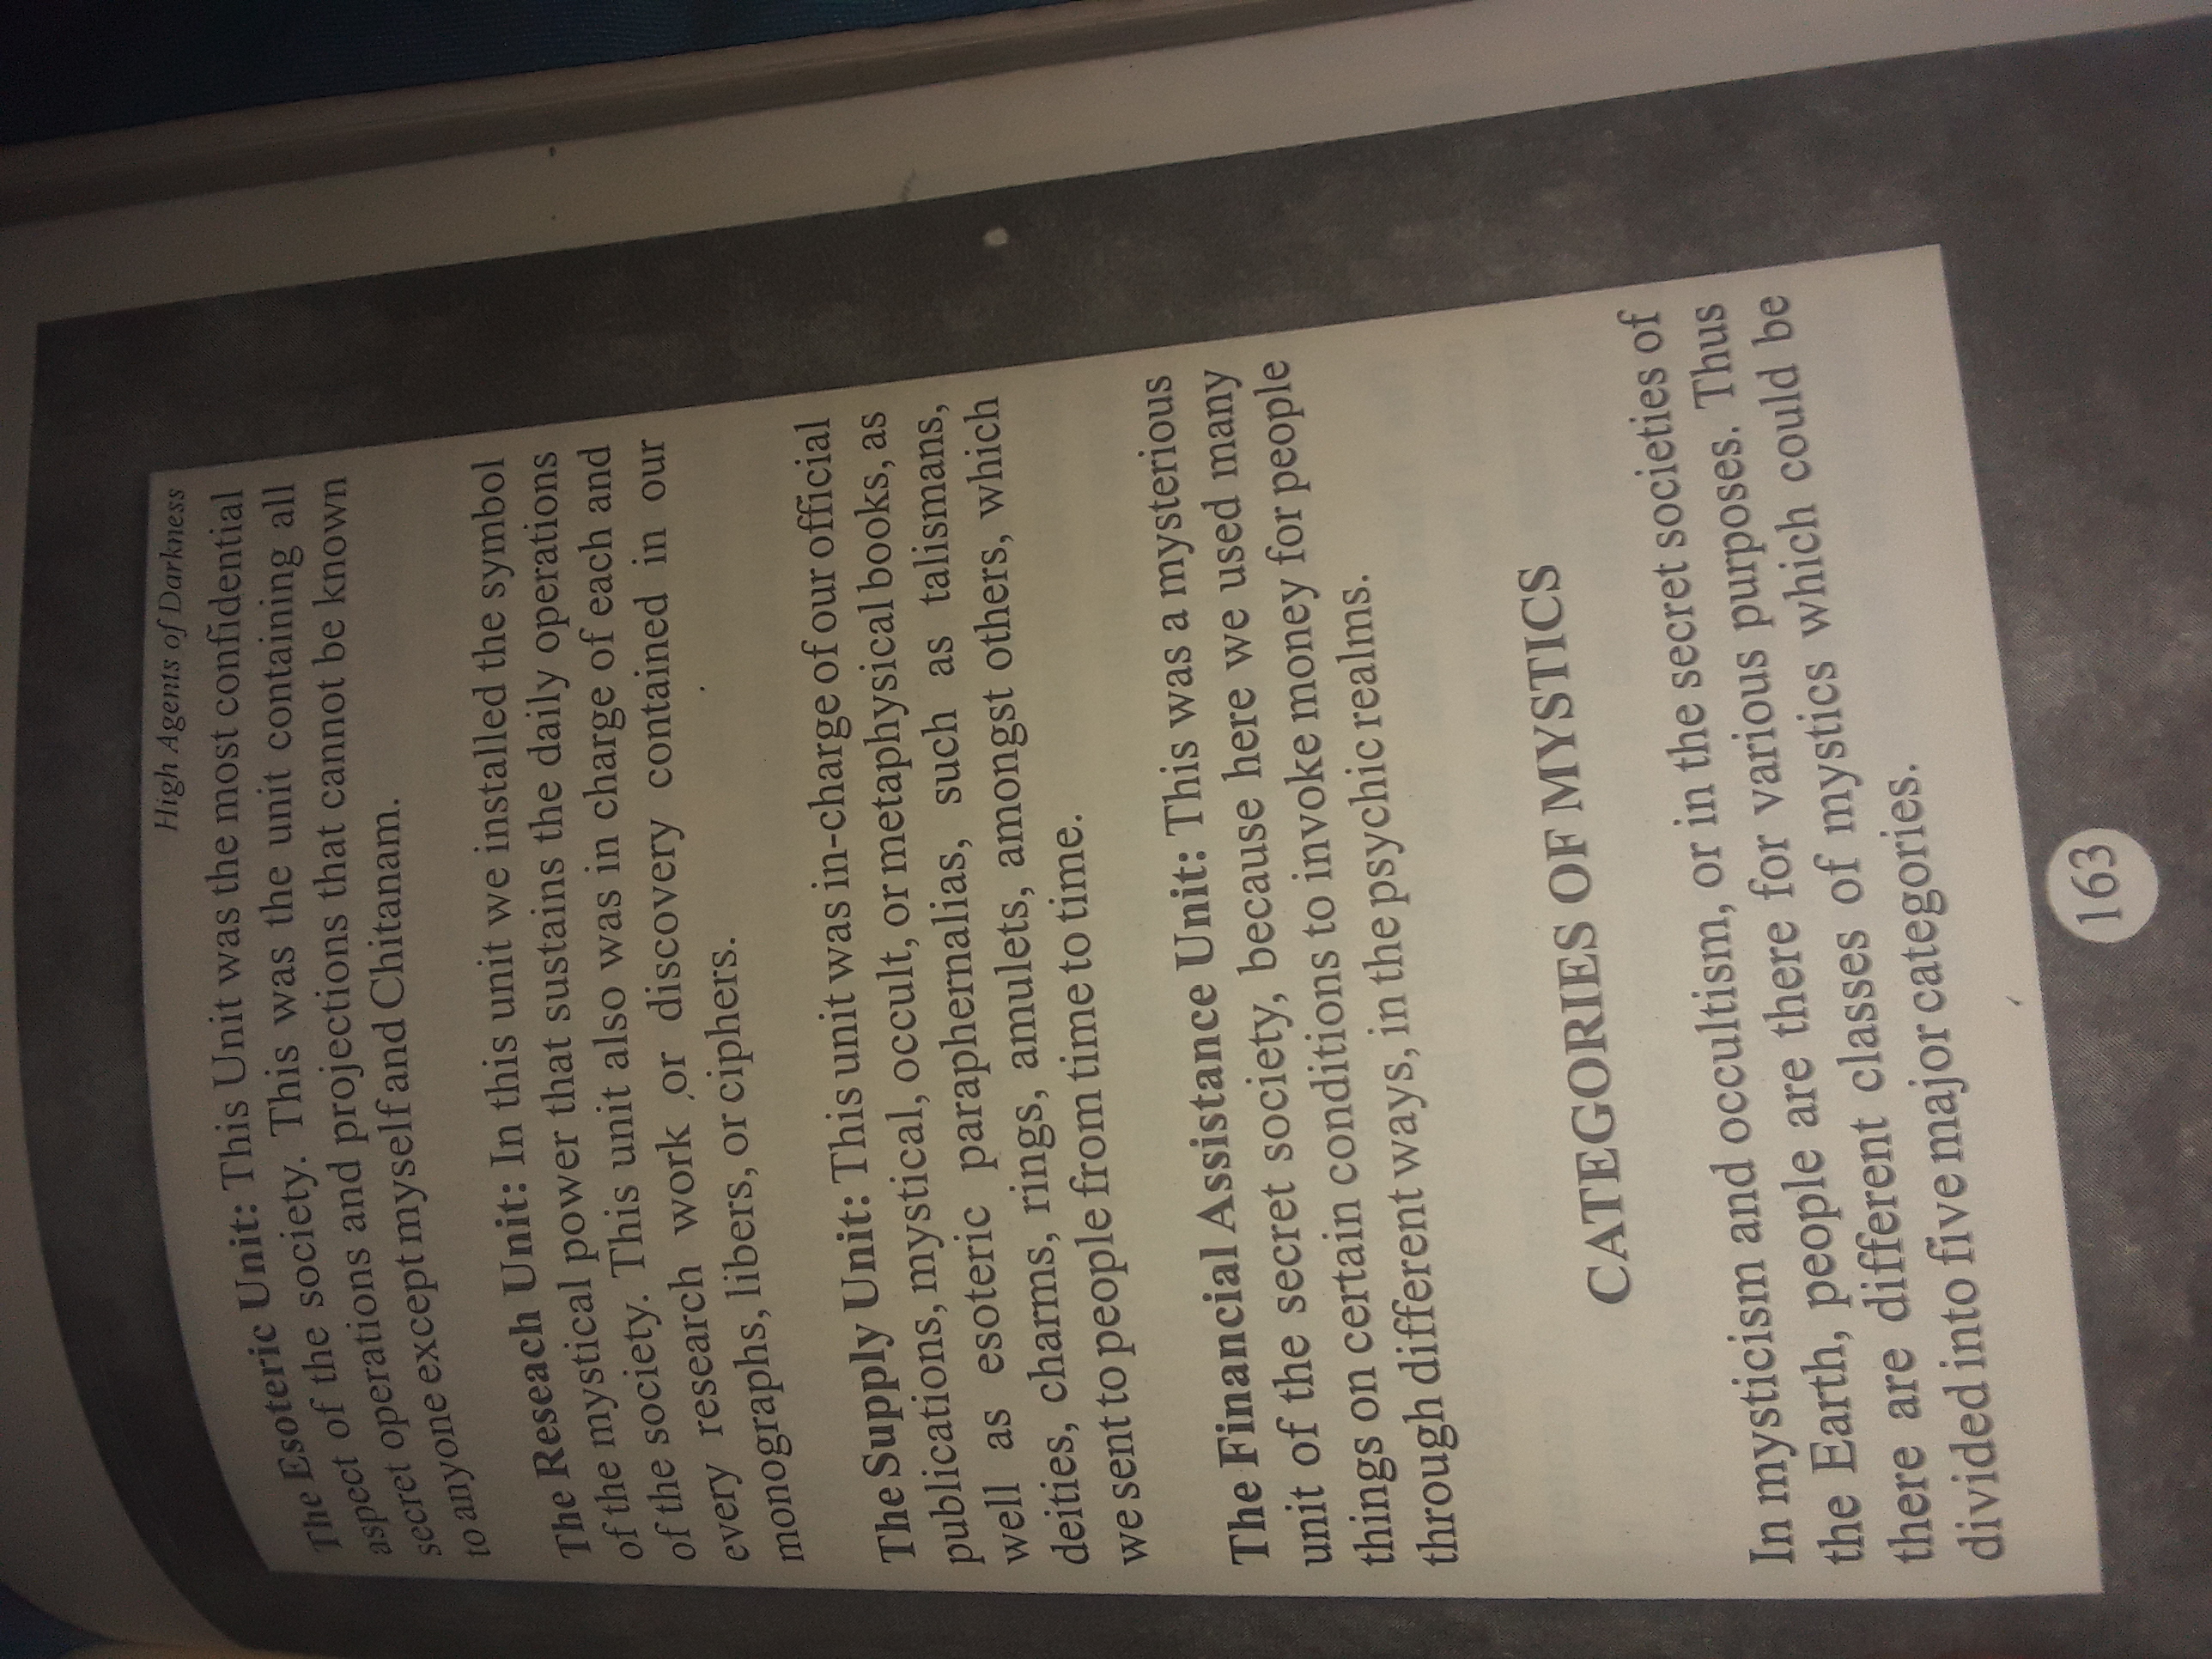 High Agents of Darkness
The Esoteric Unit: This Unit was the most confidential
aspect of the society. This was the unit containing all
secret operations and projections that cannot be known
to anyone except myself and Chitanam.
The Reseach Unit: In this unit we installed the symbol
of the mystical power that sustains the daily operations
of the society. This unit also was in charge of each and
every research work or discovery contained in our
monographs, libers, or ciphers.
The Supply Unit: This unit was in-charge of our official
publications, mystical, occult, or metaphysical books, as
well as esoteric paraphernalias, such as talismans,
deities, charms, rings, amulets, amongst others, which
we sent to people from time to time.
The Financial Assistance Unit: This was a mysterious
unit of the secret society, because here we used many
things on certain conditions to invoke money for people
through different ways, in the psychic realms.
CATEGORIES OF MYSTICS
In mysticism and occultism, or in the secret societies of
the Earth, people are there for various purposes. Thus
there are different classes of mystics which could be
divided into five major categories.
163